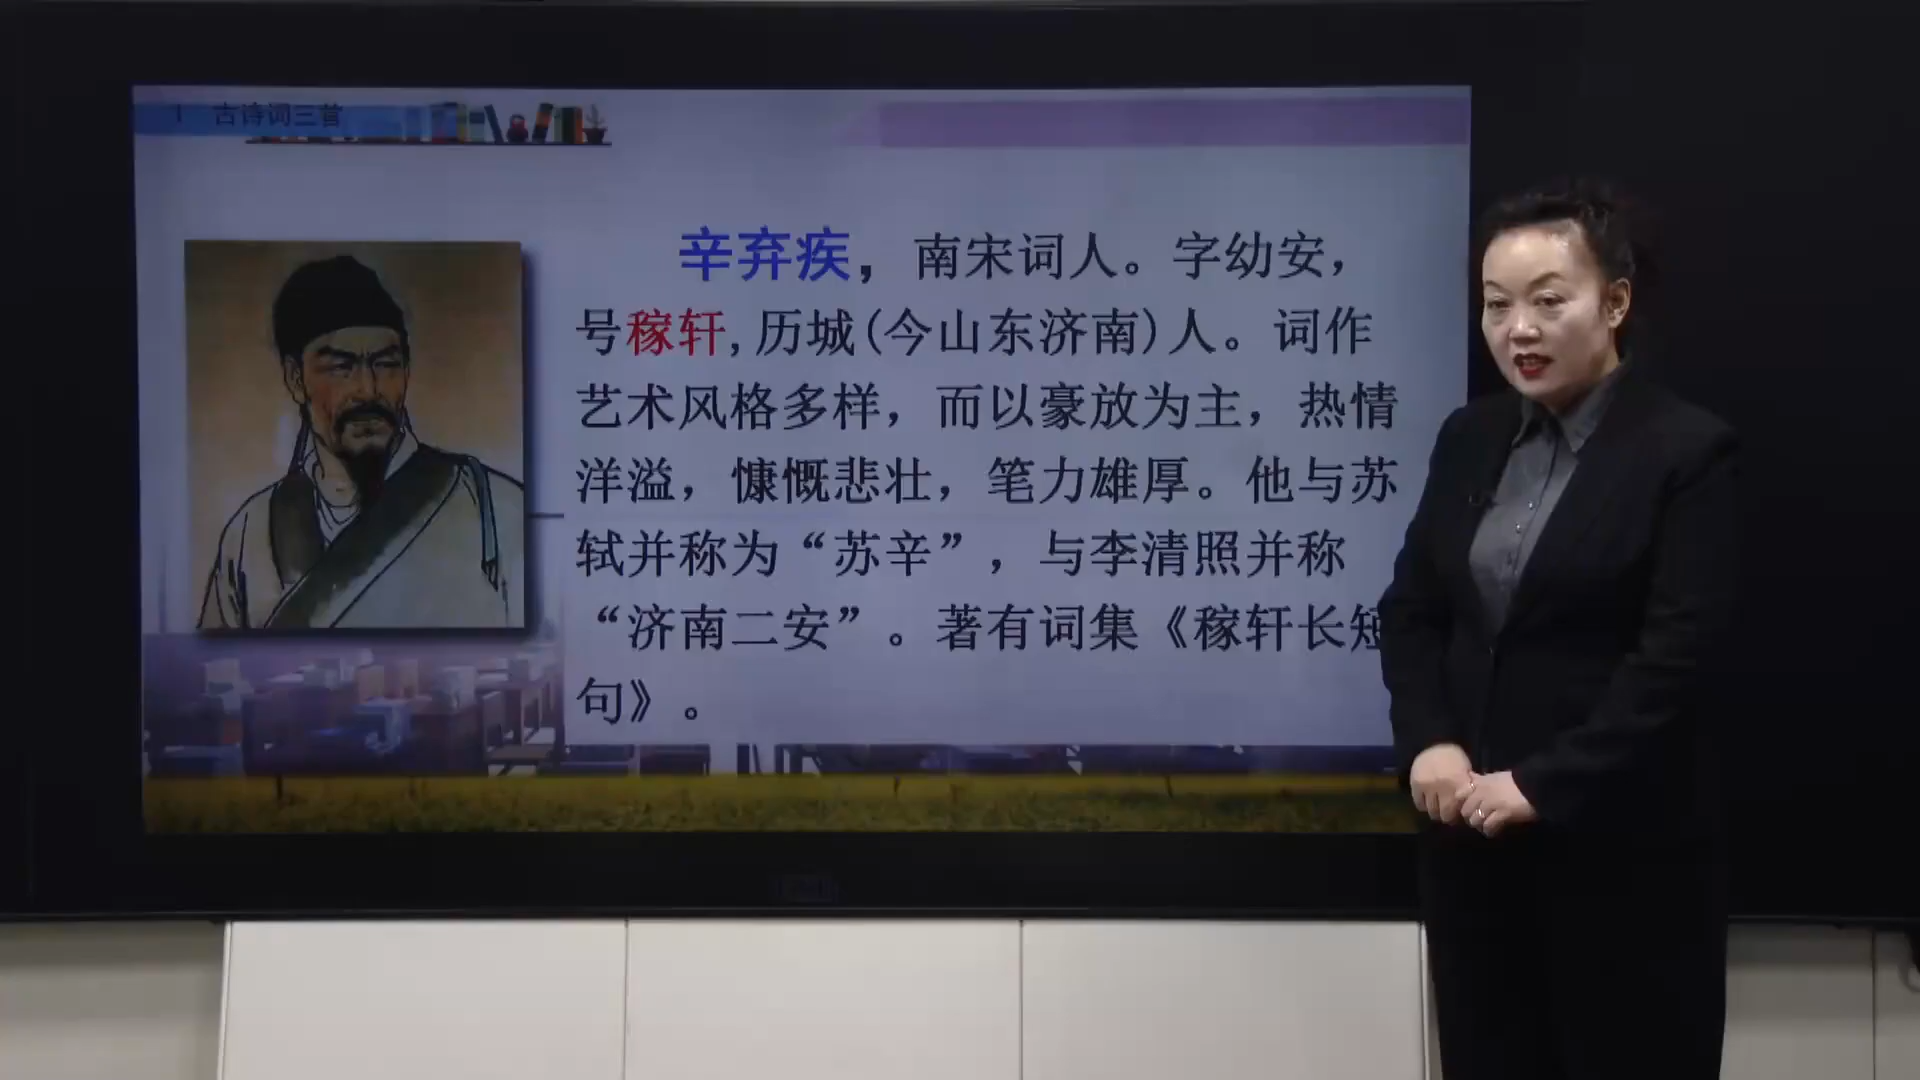 1 古诗词三首
辛弃疾，南宋词人。字幼安，
号稼轩,历城(今山东济南)人。词作
艺术风格多样，而以豪放为主，热情
洋溢，慷慨悲壮，笔力雄厚。他与苏
轼并称为“苏辛”，与李清照并称
“济南二安”。著有词集《稼轩长短
句》。